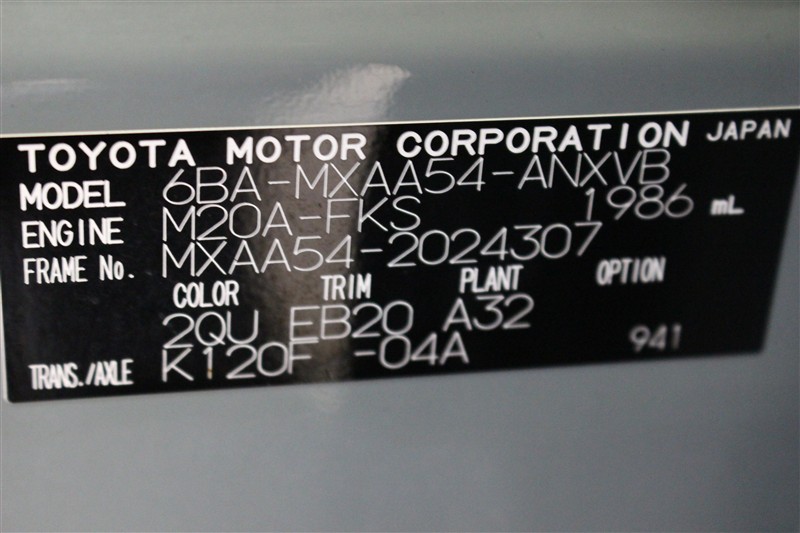 TOYOTA MOTOR CORPORATION JAPAN
MODEL 6BA-MXAA54-ANXVB
ENGINE M20A-FKS 1986 mL
FRAME No. MXAA54-2024307
COLOR TRIM PLANT OPTION
2QU EB20 A32
TRANS./AXLE K120F -04A 941